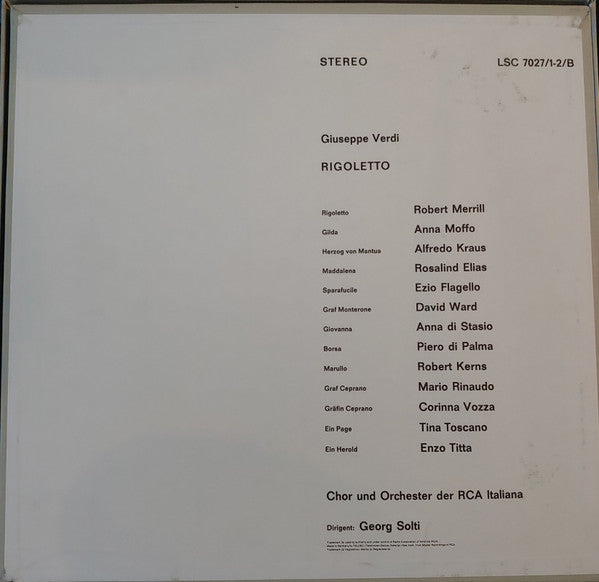 STEREO LSC 7027/1-2/B
Giuseppe Verdi
RIGOLETTO
Rigoletto Robert Merrill
Gilda Anna Moffo
Herzog von Mantua Alfredo Kraus
Maddalena Rosalind Elias
Sparafucile Ezio Flagello
Graf Monterone David Ward
Giovanna Anna di Stasio
Borsa Piero di Palma
Marullo Robert Kerns
Graf Ceprano Mario Rinaudo
Gräfin Ceprano Corinna Vozza
Ein Page Tina Toscano
Ein Herold Enzo Titta
Chor und Orchester der RCA Italiana
Dirigent: Georg Solti